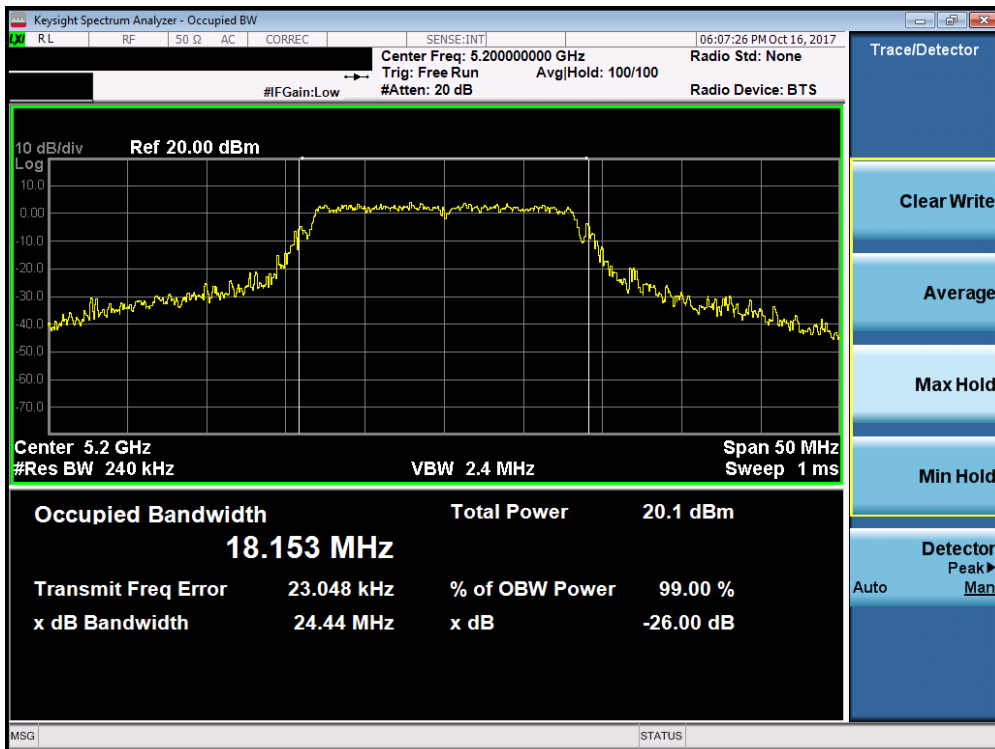 Keysight Spectrum Analyzer - Occupied BW
LXI RL RF 50 Ω AC CORREC SENSE:INT 06:07:26 PM Oct 16, 2017
Center Freq: 5.200000000 GHz Radio Std: None
Trig: Free Run Avg|Hold: 100/100
#IFGain:Low #Atten: 20 dB Radio Device: BTS
Trace/Detector
10 dB/div Ref 20.00 dBm
Log
10.0
0.00
-10.0
-20.0
-30.0
-40.0
-50.0
-60.0
-70.0
Center 5.2 GHz Span 50 MHz
#Res BW 240 kHz VBW 2.4 MHz Sweep 1 ms
Occupied Bandwidth Total Power 20.1 dBm
18.153 MHz
Transmit Freq Error 23.048 kHz % of OBW Power 99.00 %
x dB Bandwidth 24.44 MHz x dB -26.00 dB
Clear Write
Average
Max Hold
Min Hold
Detector
Peak▶
Auto Man
MSG STATUS